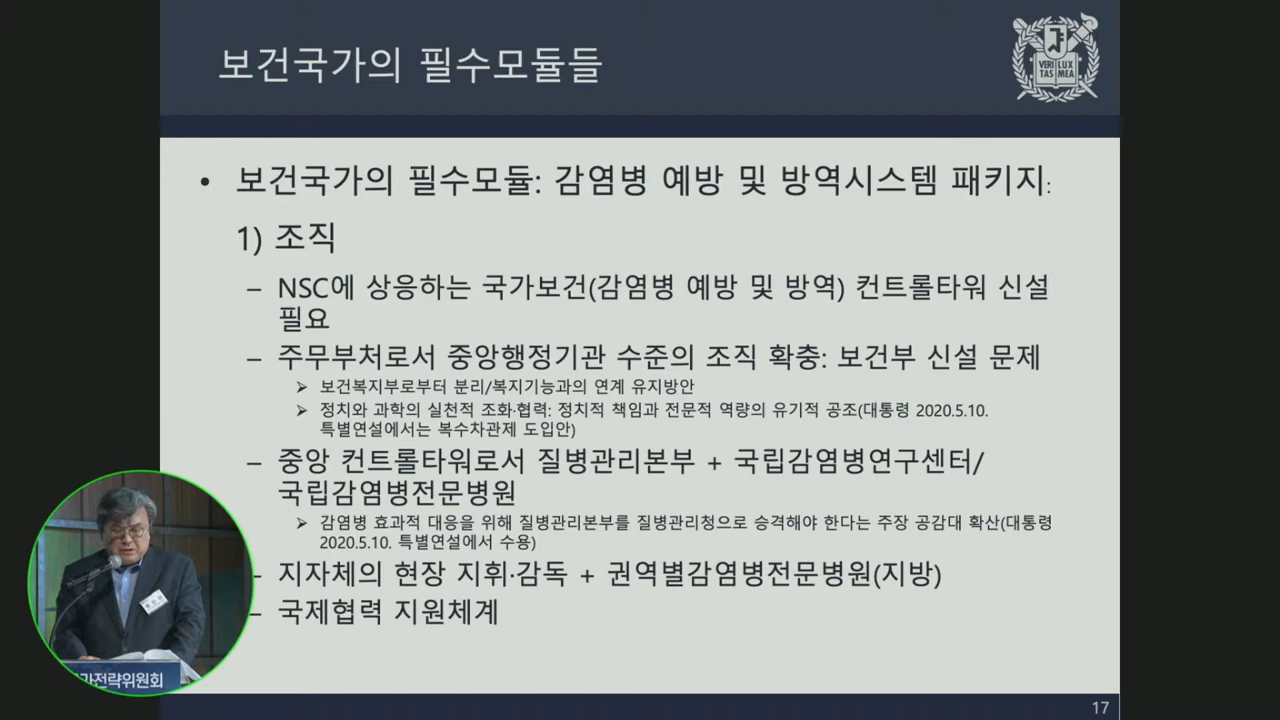 보건국가의 필수모듈들
VERI LUX
TAS MEA
• 보건국가의 필수모듈: 감염병 예방 및 방역시스템 패키지:
1) 조직
– NSC에 상응하는 국가보건(감염병 예방 및 방역) 컨트롤타워 신설
필요
– 주무부처로서 중앙행정기관 수준의 조직 확충: 보건부 신설 문제
➢ 보건복지부로부터 분리/복지기능과의 연계 유지방안
➢ 정치와 과학의 실천적 조화·협력: 정치적 책임과 전문적 역량의 유기적 공조(대통령 2020.5.10.
특별연설에서는 복수차관제 도입안)
– 중앙 컨트롤타워로서 질병관리본부 + 국립감염병연구센터/
국립감염병전문병원
➢ 감염병 효과적 대응을 위해 질병관리본부를 질병관리청으로 승격해야 한다는 주장 공감대 확산(대통령
2020.5.10. 특별연설에서 수용)
– 지자체의 현장 지휘·감독 + 권역별감염병전문병원(지방)
– 국제협력 지원체계
가전략위원회
17